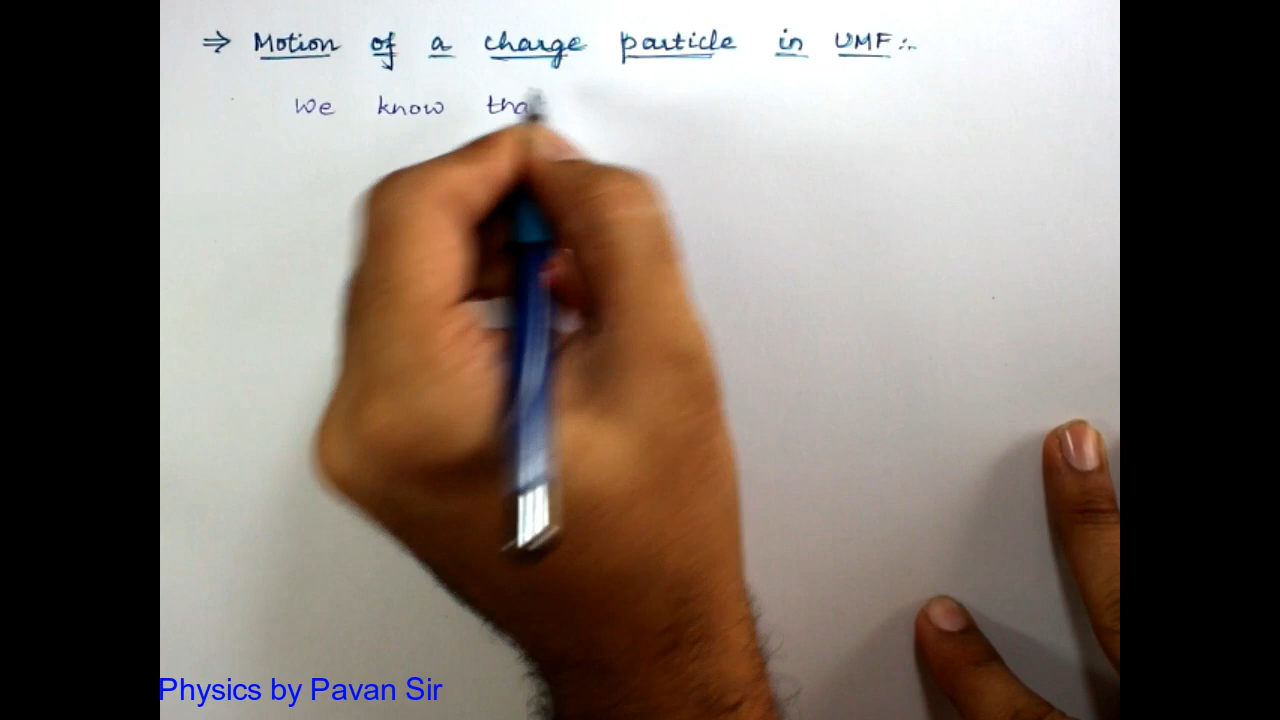 ⇒ Motion of a charge particle in UMF :-
We know tha
Physics by Pavan Sir